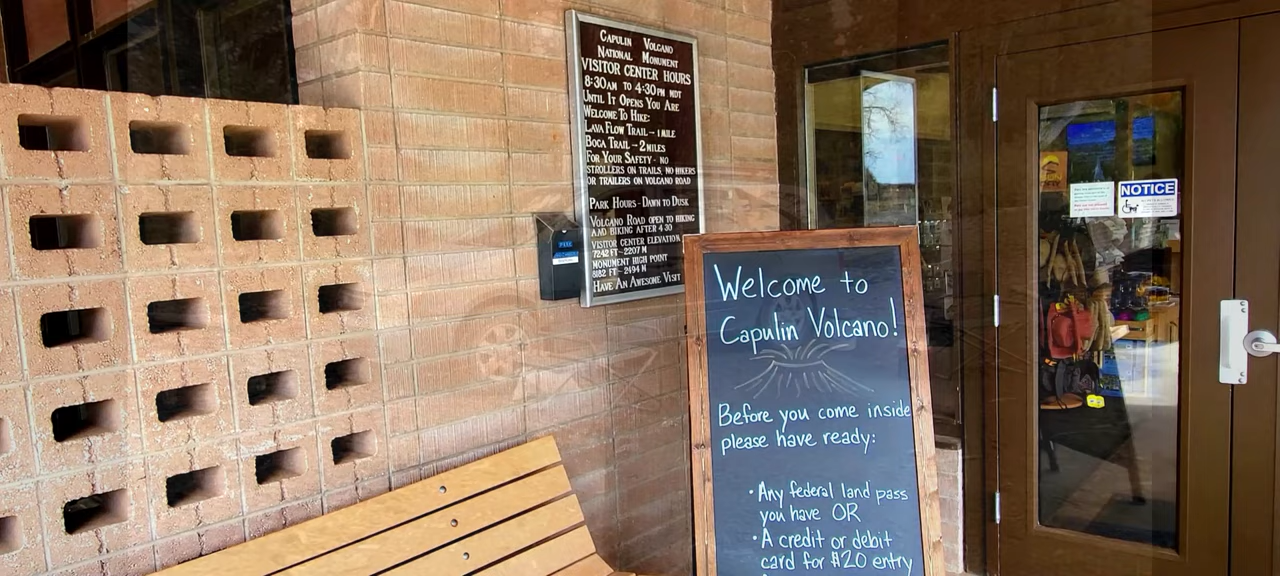 Capulin Volcano
National Monument
Visitor Center Hours
8:30am to 4:30pm MDT
Until It Opens You Are
Welcome To Hike:
Lava Flow Trail - 1 Mile
Boca Trail - 2 Miles
For Your Safety - No
Strollers on Trails, No Hikers
or Trailers on Volcano Road
Park Hours - Dawn to Dusk
Volcano Road open to hiking
and biking after 4:30
Visitor Center Elevation
7242 ft - 2207 m
Monument High Point
8182 ft - 2494 m
Have An Awesome Visit
Welcome to
Capulin Volcano!
Before you come inside
please have ready:
• Any federal land pass
you have OR
• A credit or debit
card for $20 entry
NOTICE